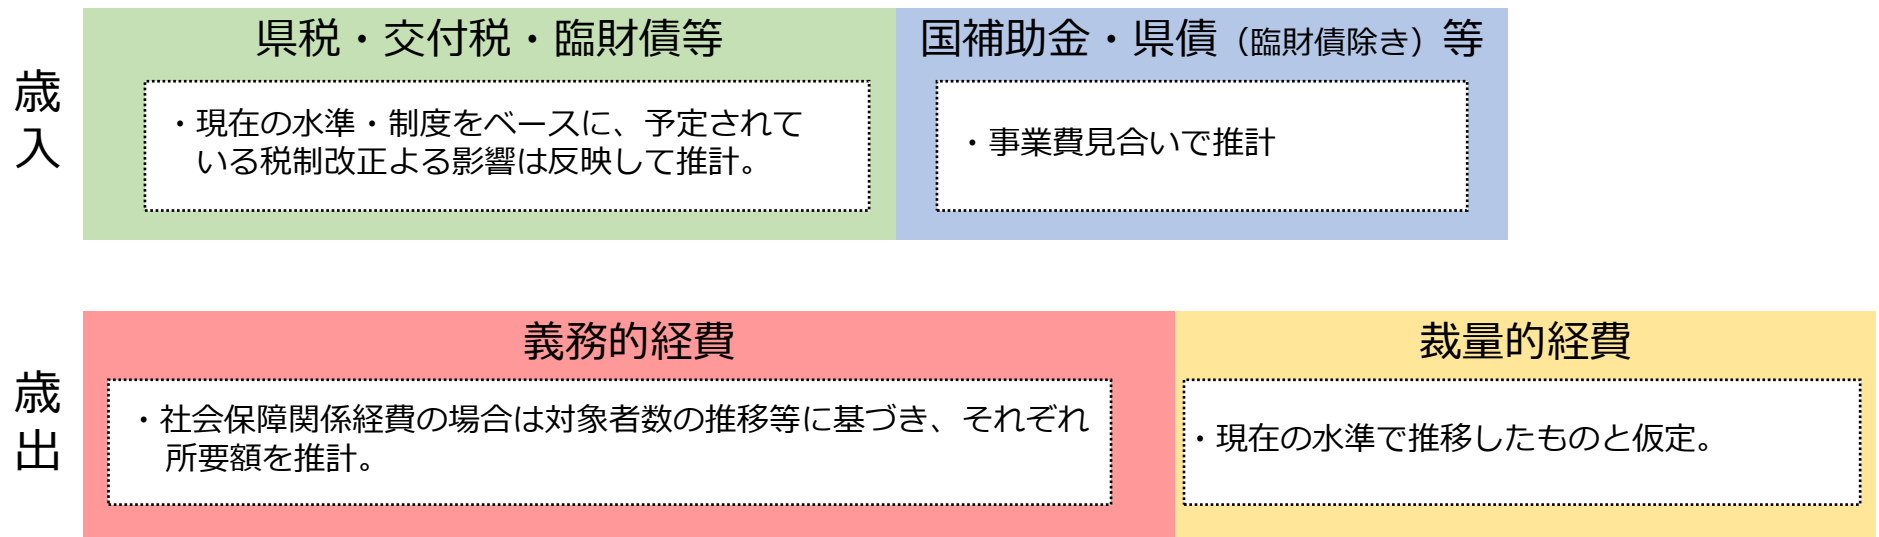 歳入
県税・交付税・臨財債等
・現在の水準・制度をベースに、予定されて
いる税制改正よる影響は反映して推計。
国補助金・県債（臨財債除き）等
・事業費見合いで推計
歳出
義務的経費
・社会保障関係経費の場合は対象者数の推移等に基づき、それぞれ
所要額を推計。
裁量的経費
・現在の水準で推移したものと仮定。